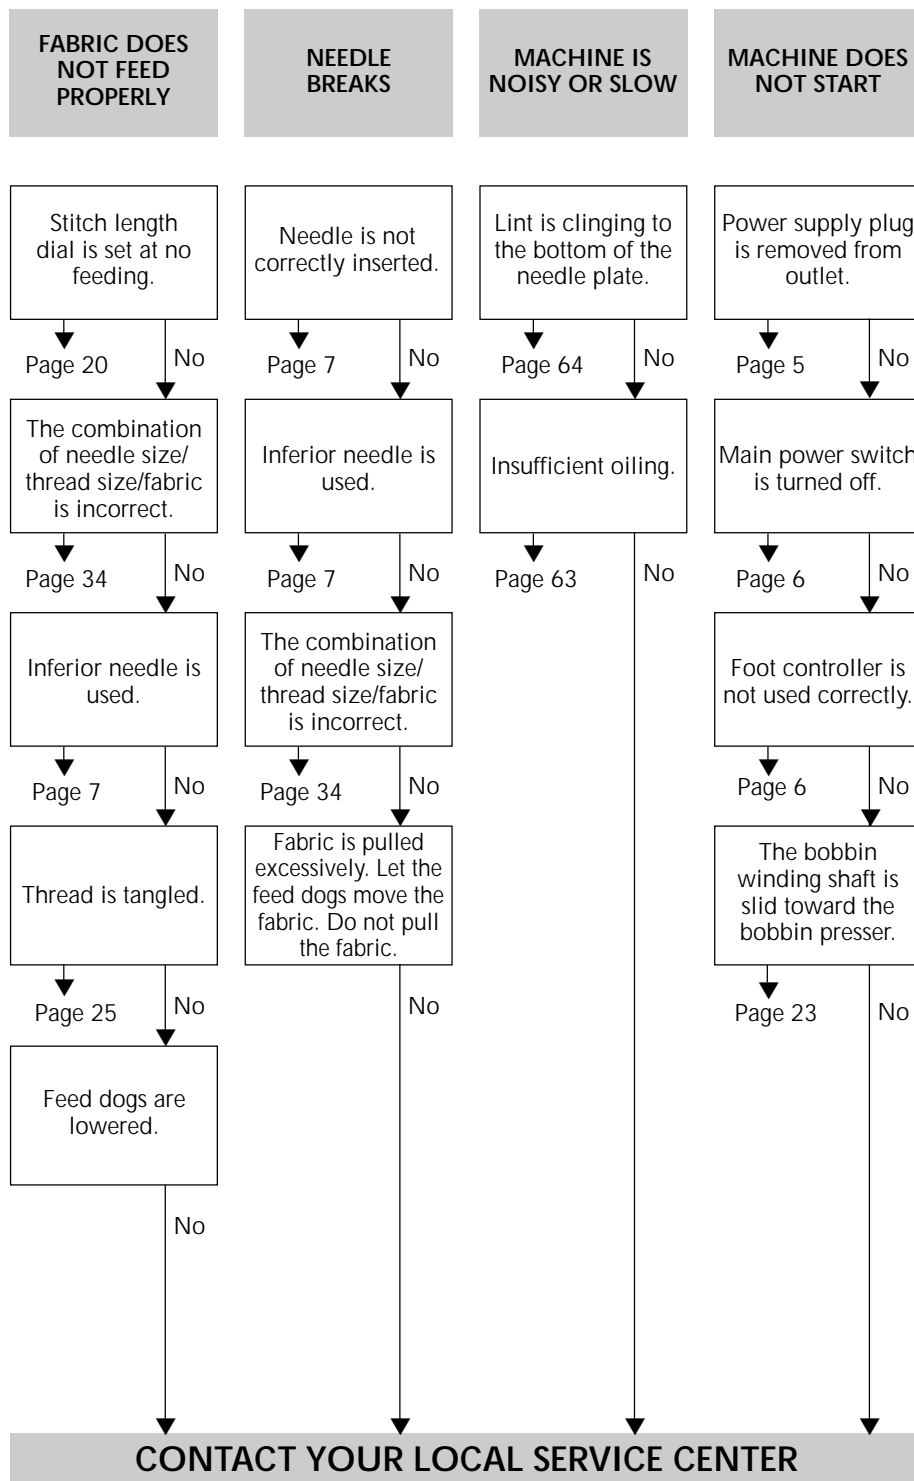 FABRIC DOES
NOT FEED
PROPERLY
Stitch length
dial is set at no
feeding.
Page 20
No
The combination
of needle size/
thread size/fabric
is incorrect.
Page 34
No
Inferior needle is
used.
Page 7
No
Thread is tangled.
Page 25
No
Feed dogs are
lowered.
No
NEEDLE
BREAKS
Needle is not
correctly inserted.
Page 7
No
Inferior needle is
used.
Page 7
No
The combination
of needle size/
thread size/fabric
is incorrect.
Page 34
No
Fabric is pulled
excessively. Let the
feed dogs move the
fabric. Do not pull
the fabric.
No
MACHINE IS
NOISY OR SLOW
Lint is clinging to
the bottom of the
needle plate.
Page 64
No
Insufficient oiling.
Page 63
No
MACHINE DOES
NOT START
Power supply plug
is removed from
outlet.
Page 5
No
Main power switch
is turned off.
Page 6
No
Foot controller is
not used correctly.
Page 6
No
The bobbin
winding shaft is
slid toward the
bobbin presser.
Page 23
No
CONTACT YOUR LOCAL SERVICE CENTER